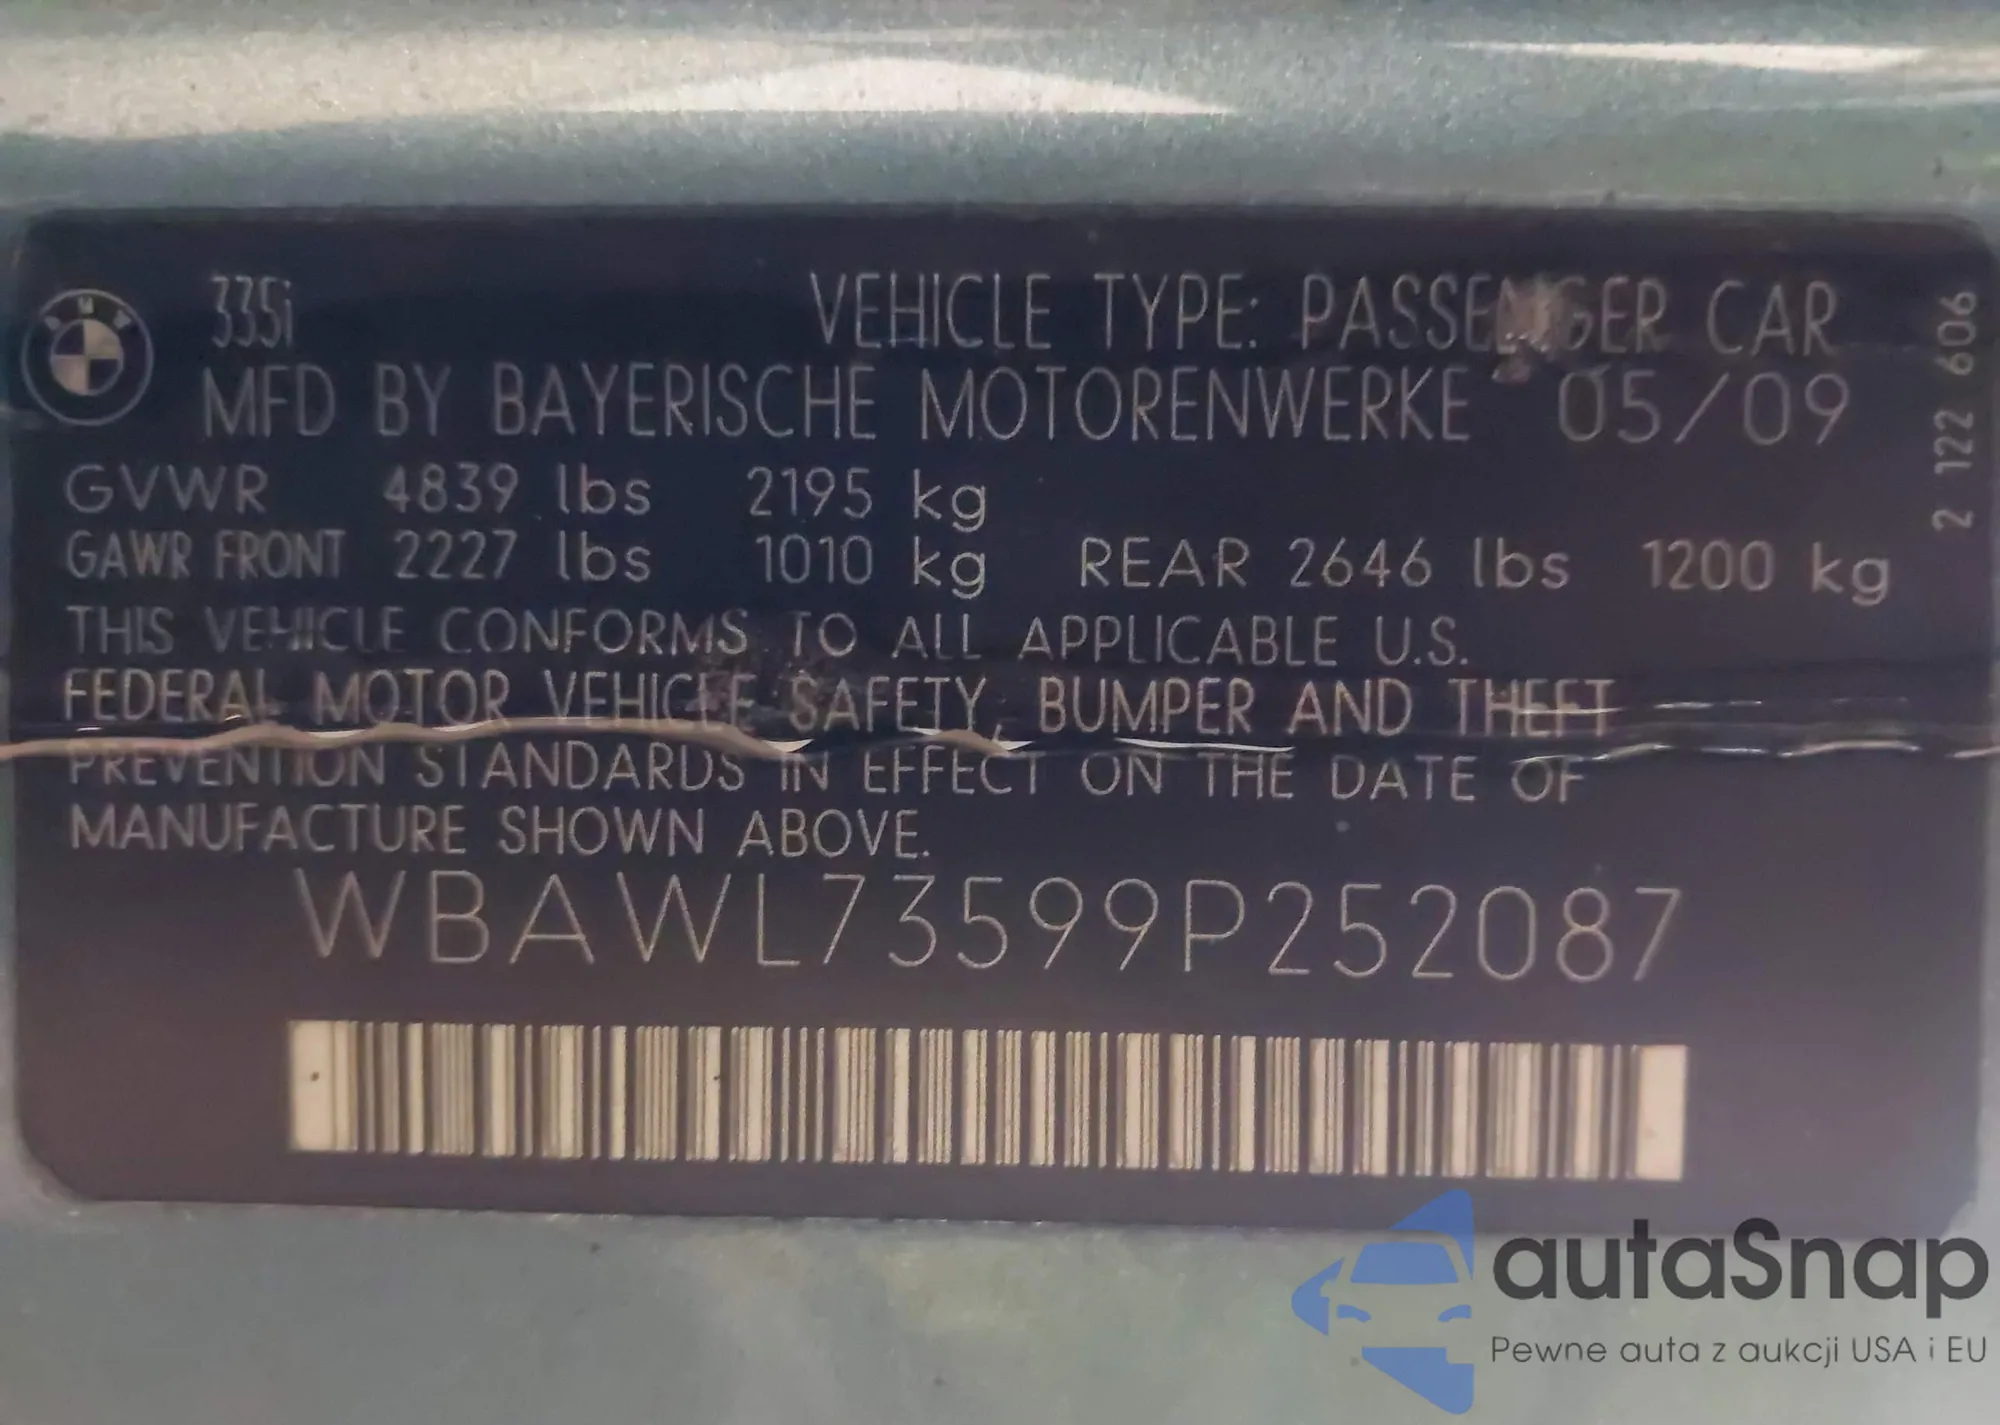 BMW
335i VEHICLE TYPE: PASSENGER CAR
MFD BY BAYERISCHE MOTORENWERKE 05/09
GVWR 4839 lbs 2195 kg
GAWR FRONT 2227 lbs 1010 kg REAR 2646 lbs 1200 kg
THIS VEHICLE CONFORMS TO ALL APPLICABLE U.S.
FEDERAL MOTOR VEHICLE SAFETY, BUMPER AND THEFT
PREVENTION STANDARDS IN EFFECT ON THE DATE OF
MANUFACTURE SHOWN ABOVE.
WBAWL73599P252087
2 122 606
autaSnap
Pewne auta z aukcji USA i EU